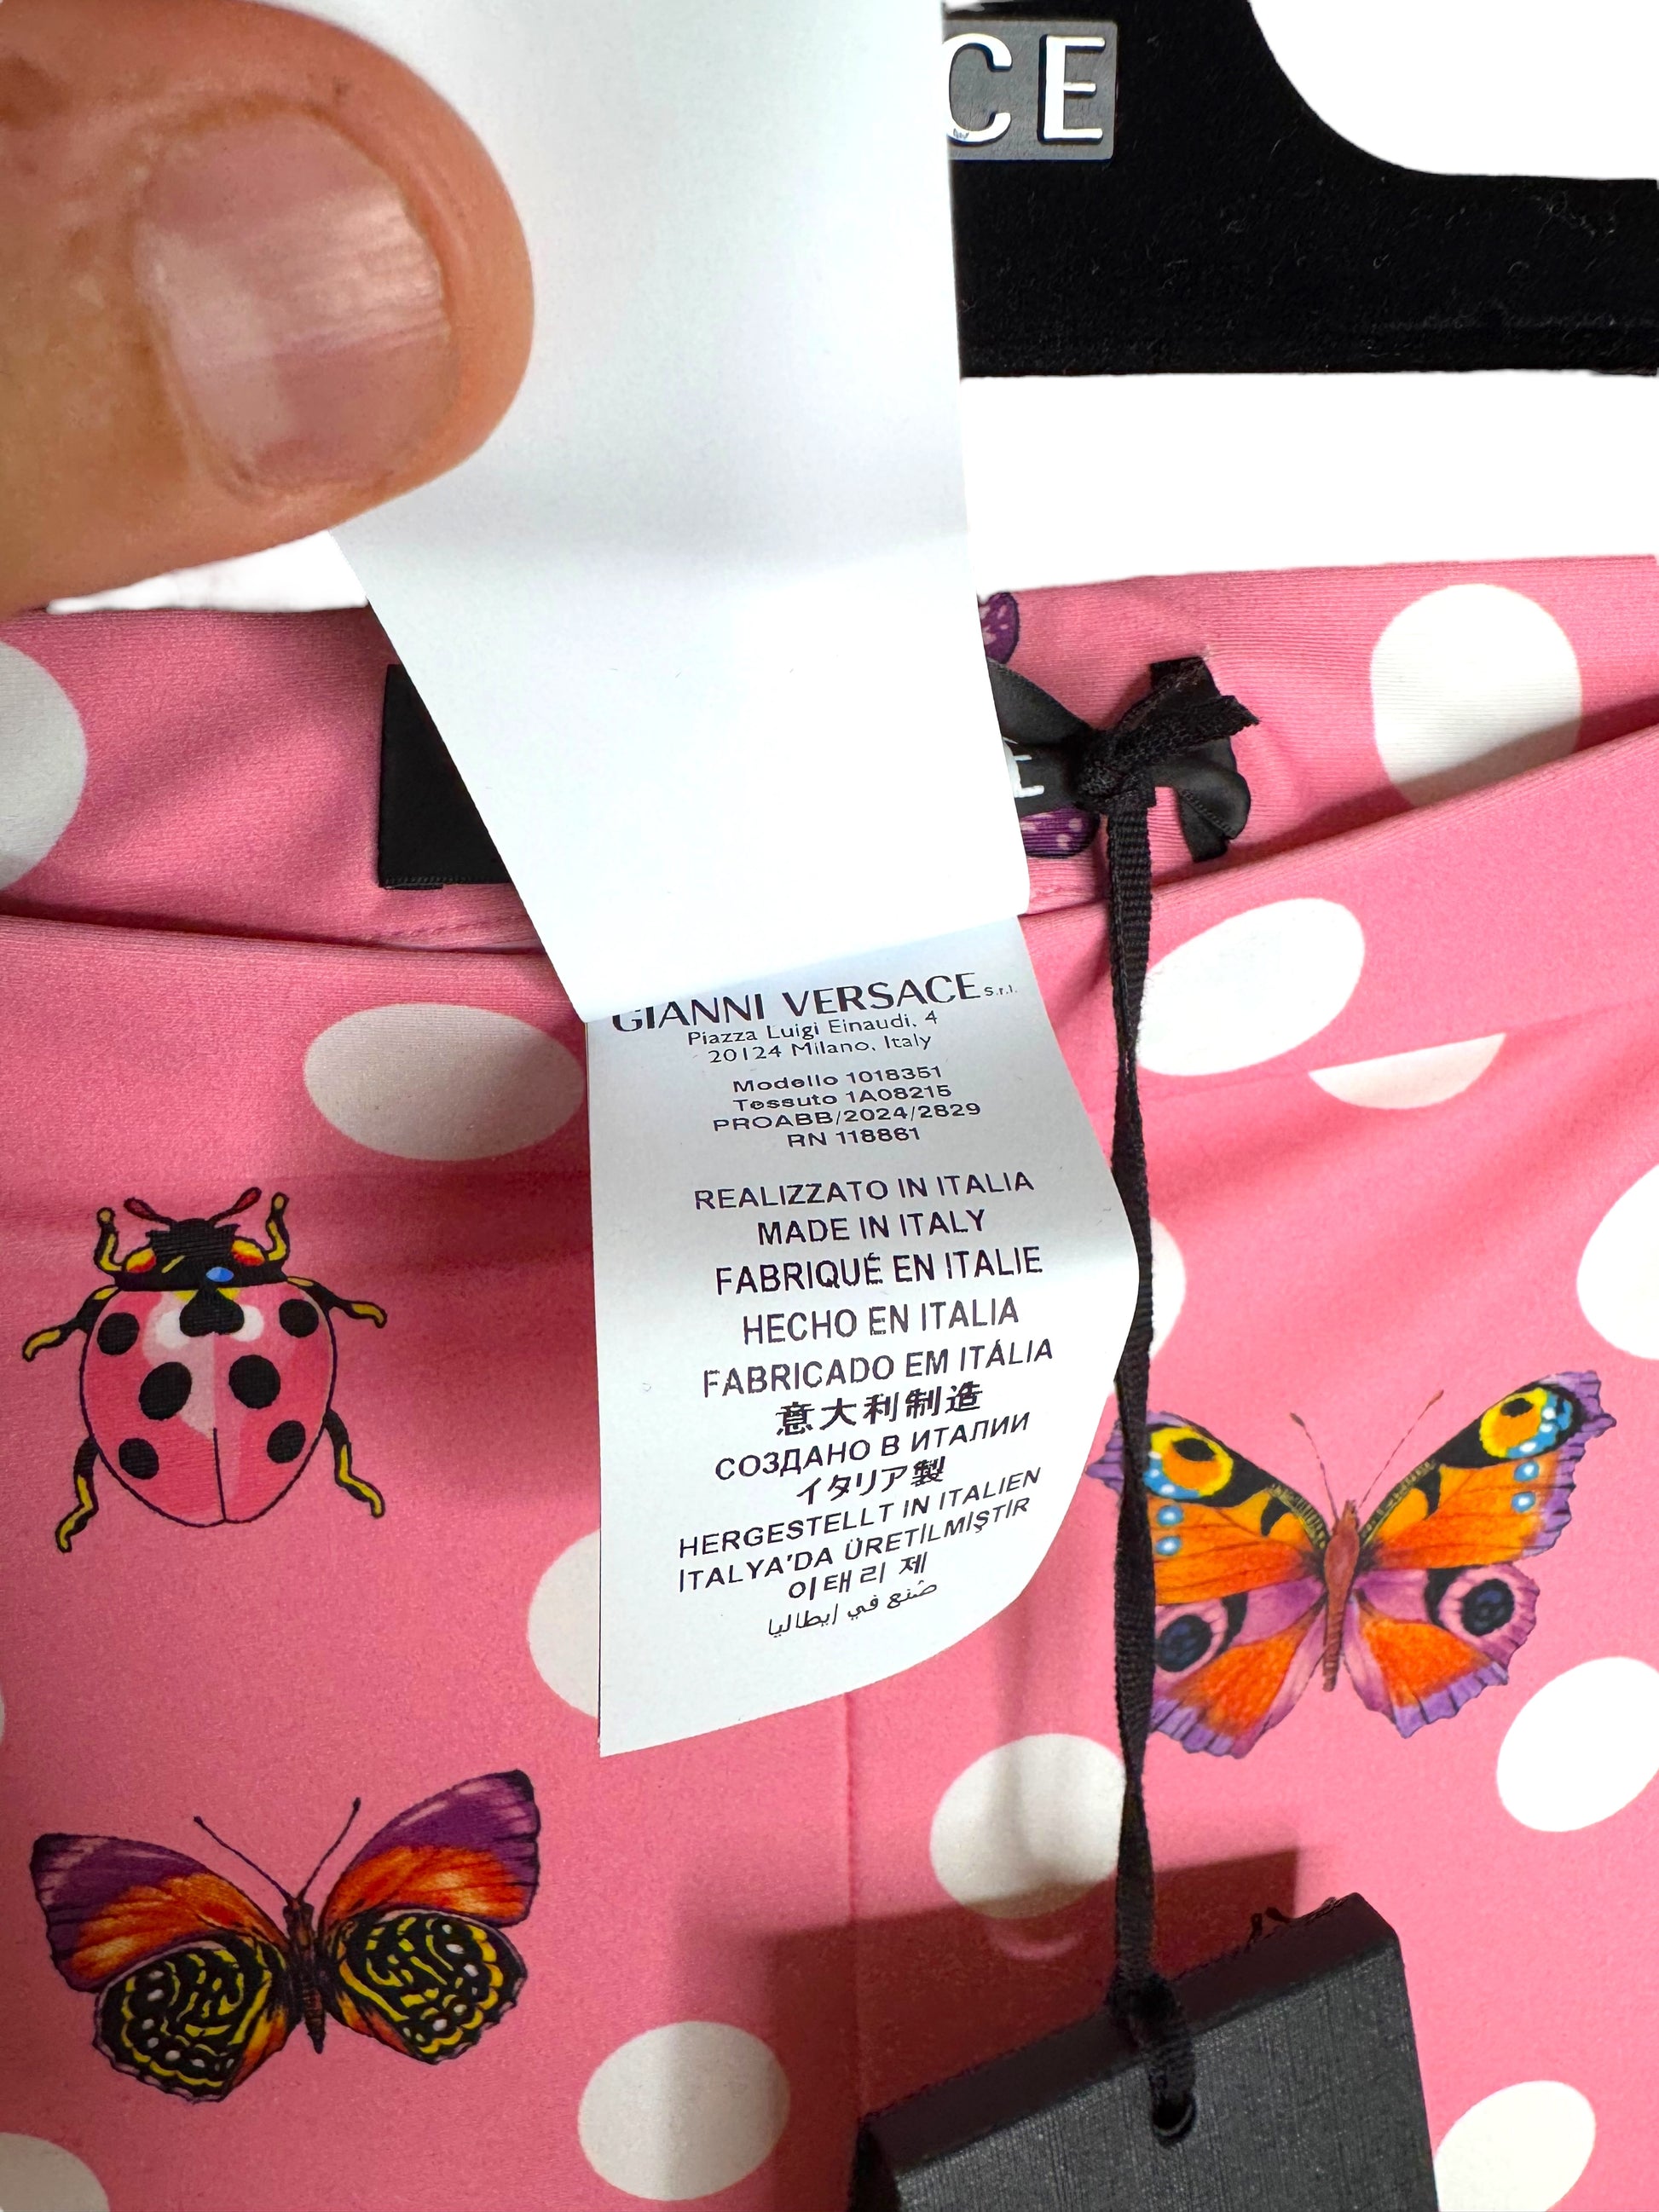 CE
E
GIANNI VERSACE S.r.l.
Piazza Luigi Einaudi, 4
20124 Milano, Italy
Modello 1018351
Tessuto 1A08215
PROABB/2024/2829
RN 118861
REALIZZATO IN ITALIA
MADE IN ITALY
FABRIQUÉ EN ITALIE
HECHO EN ITALIA
FABRICADO EM ITÁLIA
意大利制造
СОЗДАНО В ИТАЛИИ
イタリア製
HERGESTELLT IN ITALIEN
İTALYA'DA ÜRETİLMİŞTİR
이태리 제
صُنع في إيطاليا